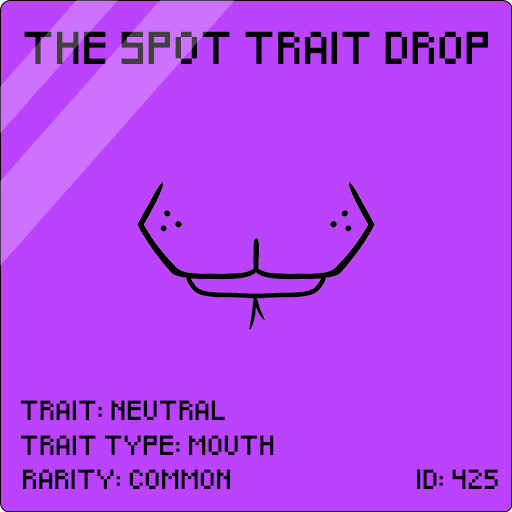 THE SPOT TRAIT DROP
TRAIT: NEUTRAL
TRAIT TYPE: MOUTH
RARITY: COMMON
ID: 425